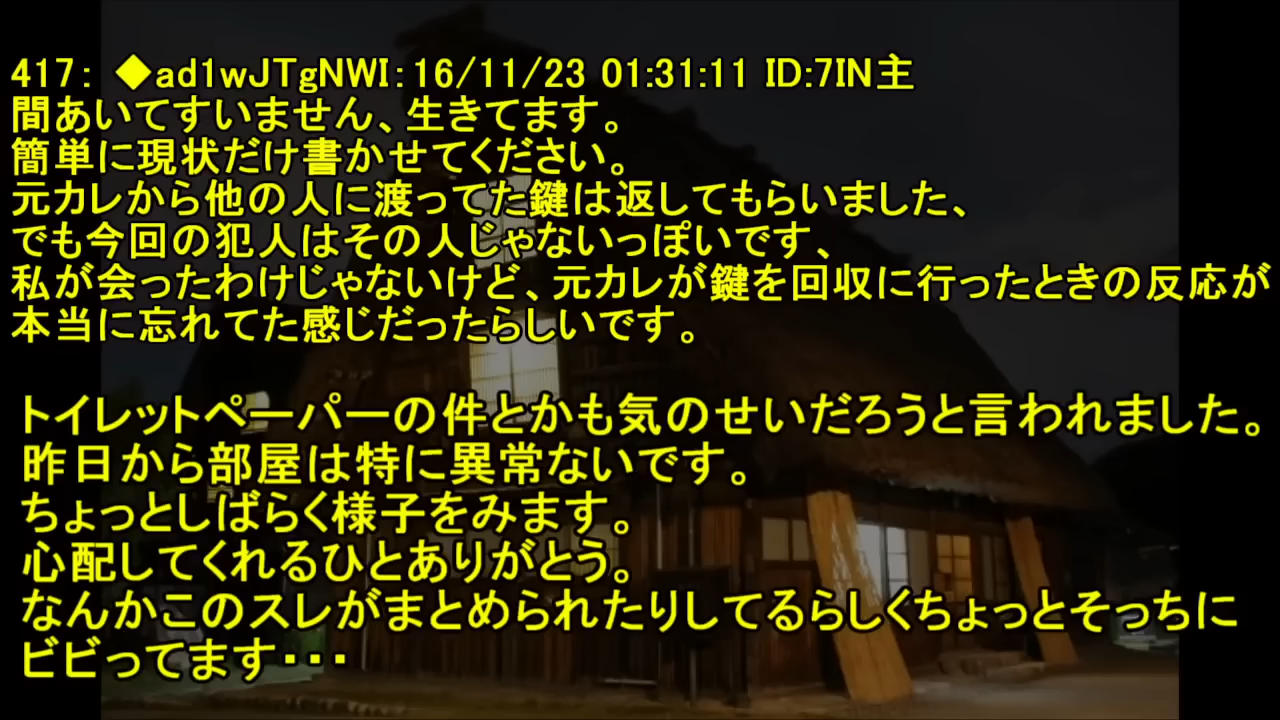 417： ◆ad1wJTgNWI：16/11/23 01:31:11 ID:7IN主
間あいてすいません、生きてます。
簡単に現状だけ書かせてください。
元カレから他の人に渡ってた鍵は返してもらいました、
でも今回の犯人はその人じゃないっぽいです、
私が会ったわけじゃないけど、元カレが鍵を回収に行ったときの反応が
本当に忘れてた感じだったらしいです。
トイレットペーパーの件とかも気のせいだろうと言われました。
昨日から部屋は特に異常ないです。
ちょっとしばらく様子をみます。
心配してくれるひとありがとう。
なんかこのスレがまとめられたりしてるらしくちょっとそっちに
ビビってます・・・